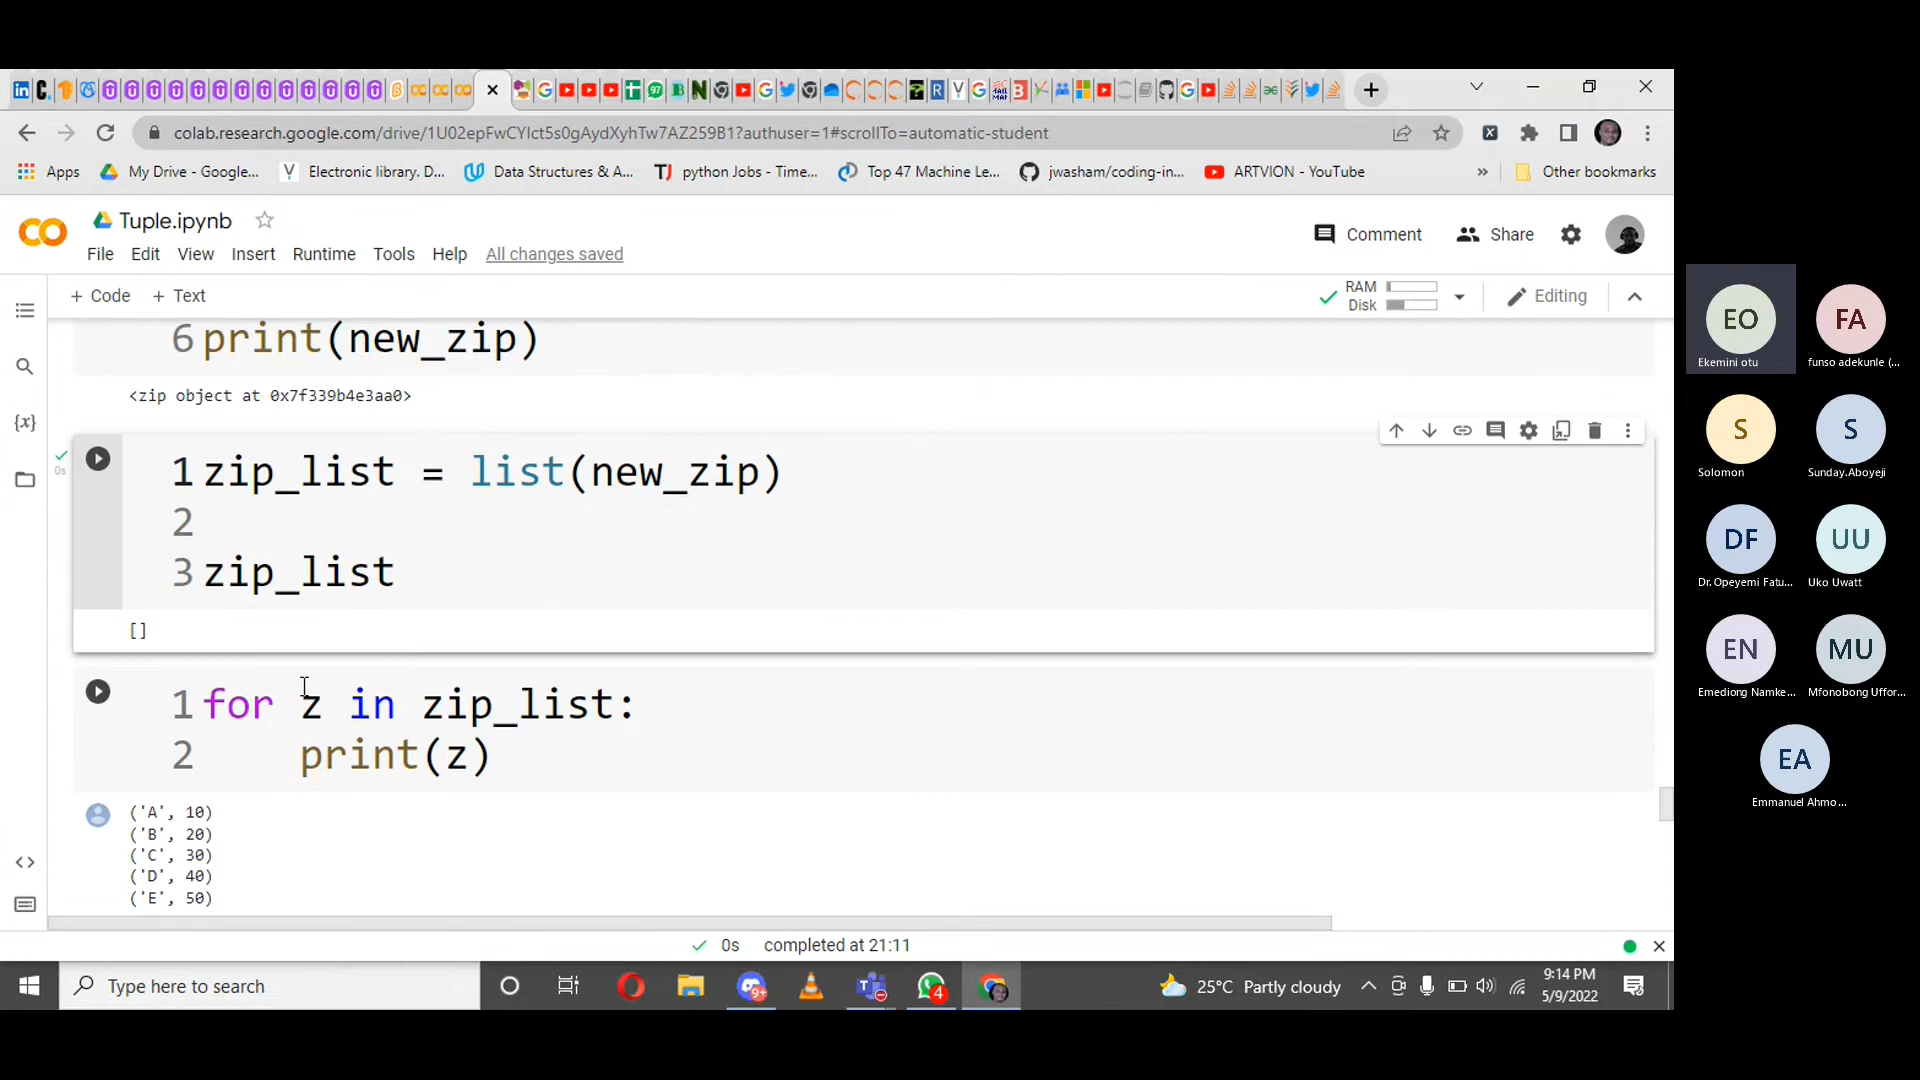 colab.research.google.com/drive/1U02epFwCYIct5s0gAydXyhTw7AZ259B1?authuser=1#scrollTo=automatic-student
Apps
My Drive - Google...
Electronic library. D...
Data Structures & A...
python Jobs - Time...
Top 47 Machine Le...
jwasham/coding-in...
ARTVION - YouTube
»
Other bookmarks
Tuple.ipynb
Comment
Share
File Edit View Insert Runtime Tools Help All changes saved
+ Code + Text
RAM
Disk
Editing
6 print(new_zip)
<zip object at 0x7f339b4e3aa0>
0s
1 zip_list = list(new_zip)
2
3 zip_list
[]
1 for z in zip_list:
2     print(z)
('A', 10)
('B', 20)
('C', 30)
('D', 40)
('E', 50)
0s completed at 21:11
Type here to search
9+
4
25°C Partly cloudy
9:14 PM
5/9/2022
EO
Ekemini otu
FA
funso adekunle (...
S
Solomon
S
Sunday.Aboyeji
DF
Dr. Opeyemi Fatu...
UU
Uko Uwatt
EN
Emediong Namke...
MU
Mfonobong Uffor...
EA
Emmanuel Ahmo...